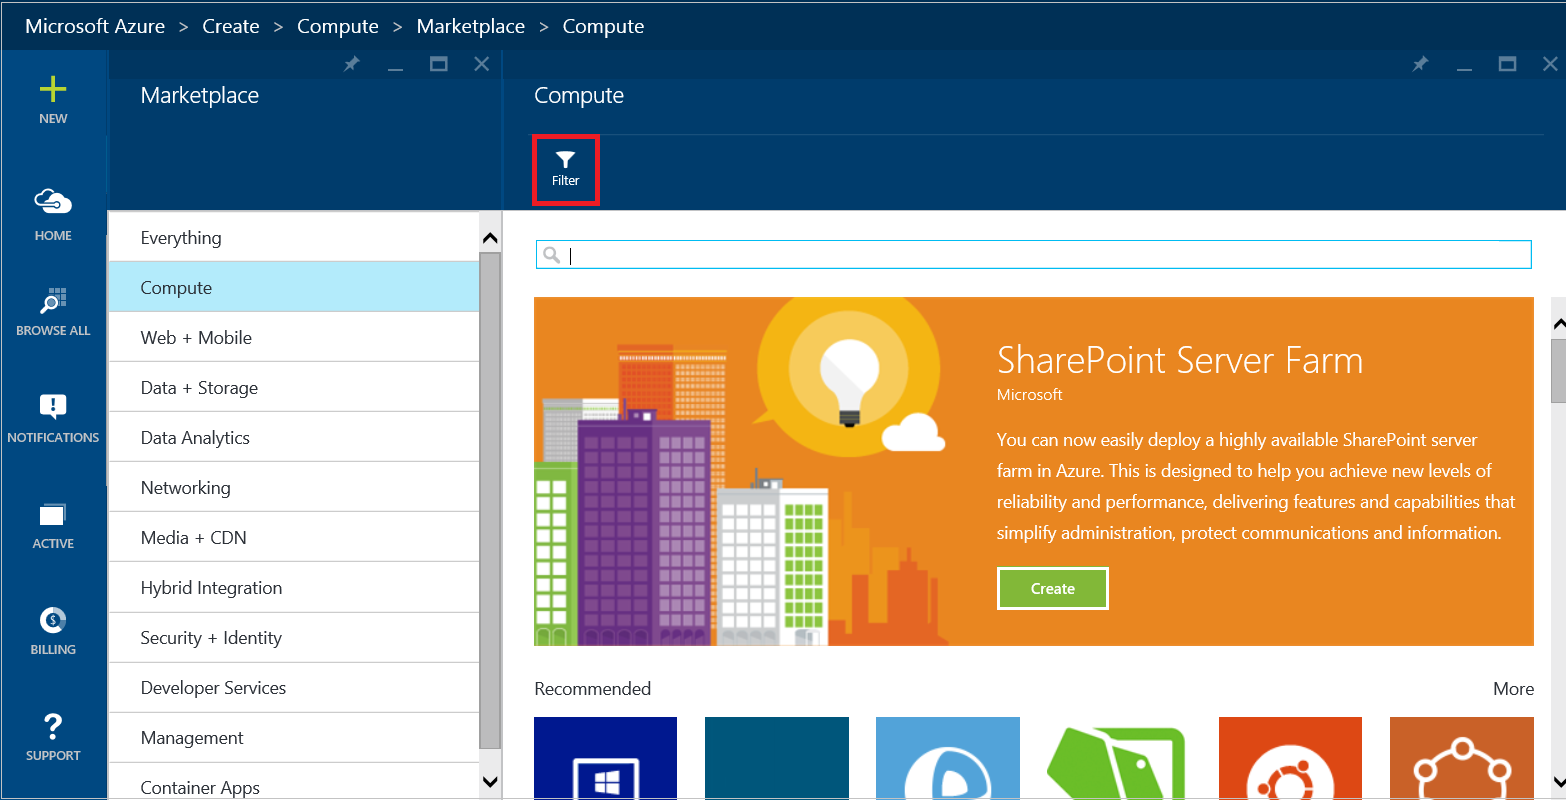 Microsoft Azure > Create > Compute > Marketplace > Compute
NEW
HOME
BROWSE ALL
NOTIFICATIONS
ACTIVE
BILLING
SUPPORT
Marketplace
Everything
Compute
Web + Mobile
Data + Storage
Data Analytics
Networking
Media + CDN
Hybrid Integration
Security + Identity
Developer Services
Management
Container Apps
Compute
Filter
SharePoint Server Farm
Microsoft
You can now easily deploy a highly available SharePoint server
farm in Azure. This is designed to help you achieve new levels of
reliability and performance, delivering features and capabilities that
simplify administration, protect communications and information.
Create
Recommended
More